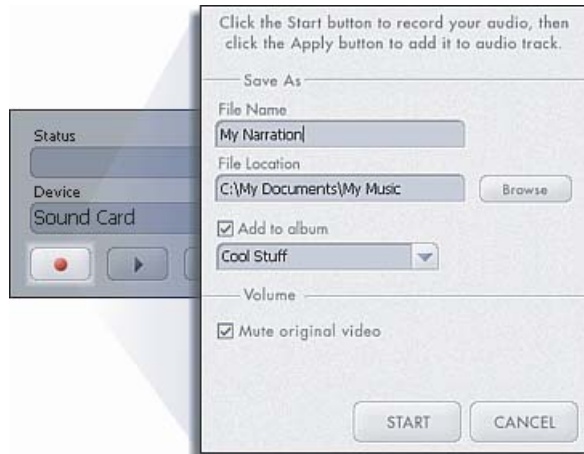 Click the Start button to record your audio, then
click the Apply button to add it to audio track.
Save As
File Name
My Narration
File Location
C:\My Documents\My Music
Browse
Add to album
Cool Stuff
Volume
Mute original video
START
CANCEL
Status
Device
Sound Card